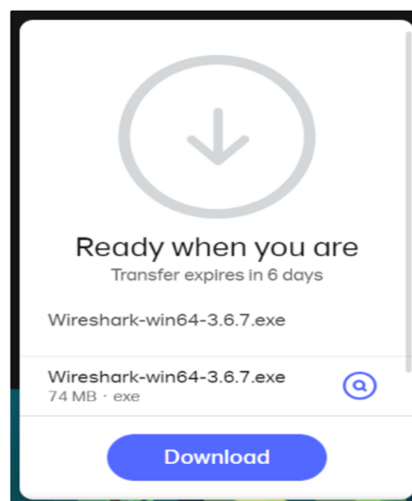 Ready when you are
Transfer expires in 6 days
Wireshark-win64-3.6.7.exe
Wireshark-win64-3.6.7.exe
74 MB · exe
Download